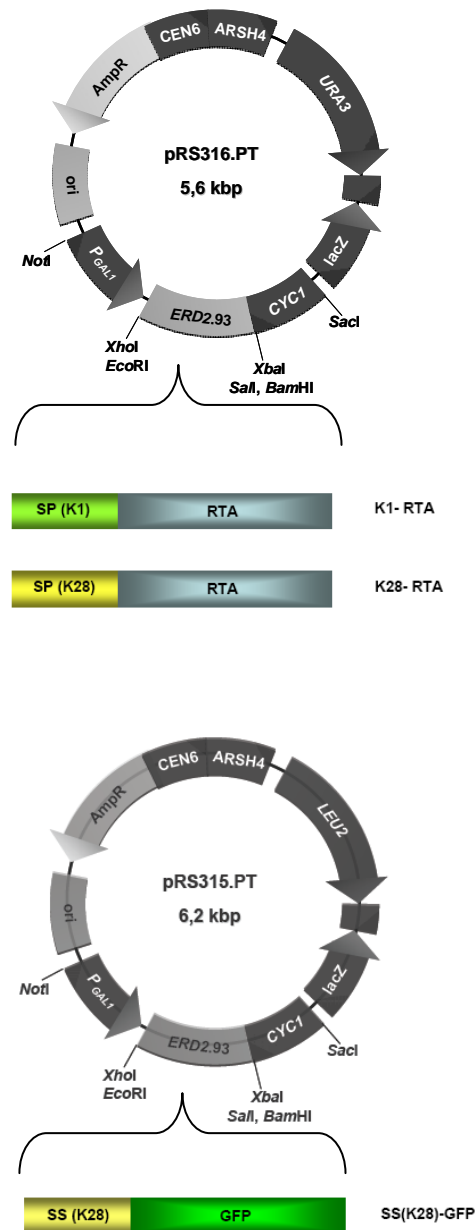 CEN6 ARSH4
AmpR
URA3
pRS316.PT
5,6 kbp
ori
lacZ
NotI
PGAL1
CYC1
SacI
ERD2.93
XhoI
EcoRI
XbaI
SalI, BamHI
SP (K1) RTA K1- RTA
SP (K28) RTA K28- RTA
CEN6 ARSH4
AmpR
LEU2
pRS315.PT
6,2 kbp
ori
lacZ
NotI
PGAL1
CYC1
SacI
ERD2.93
XhoI
EcoRI
XbaI
SalI, BamHI
SS (K28) GFP SS(K28)-GFP